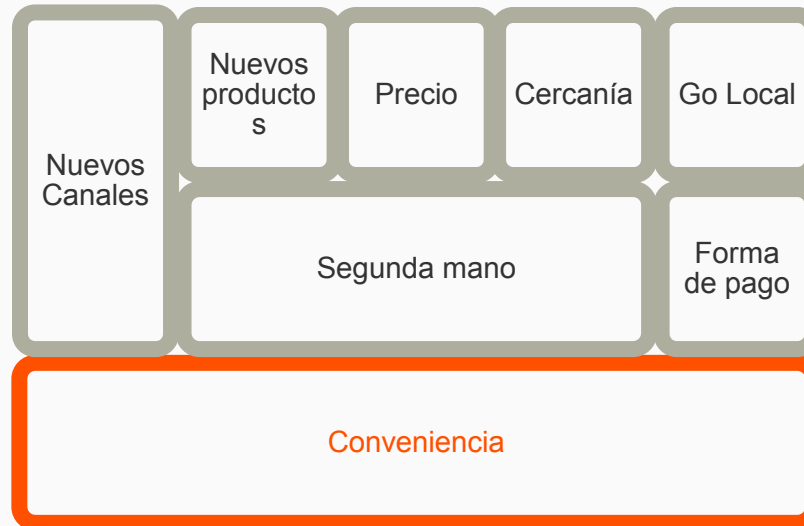 Nuevos
Canales
Nuevos
producto
s
Precio
Cercanía
Go Local
Segunda mano
Forma
de pago
Conveniencia